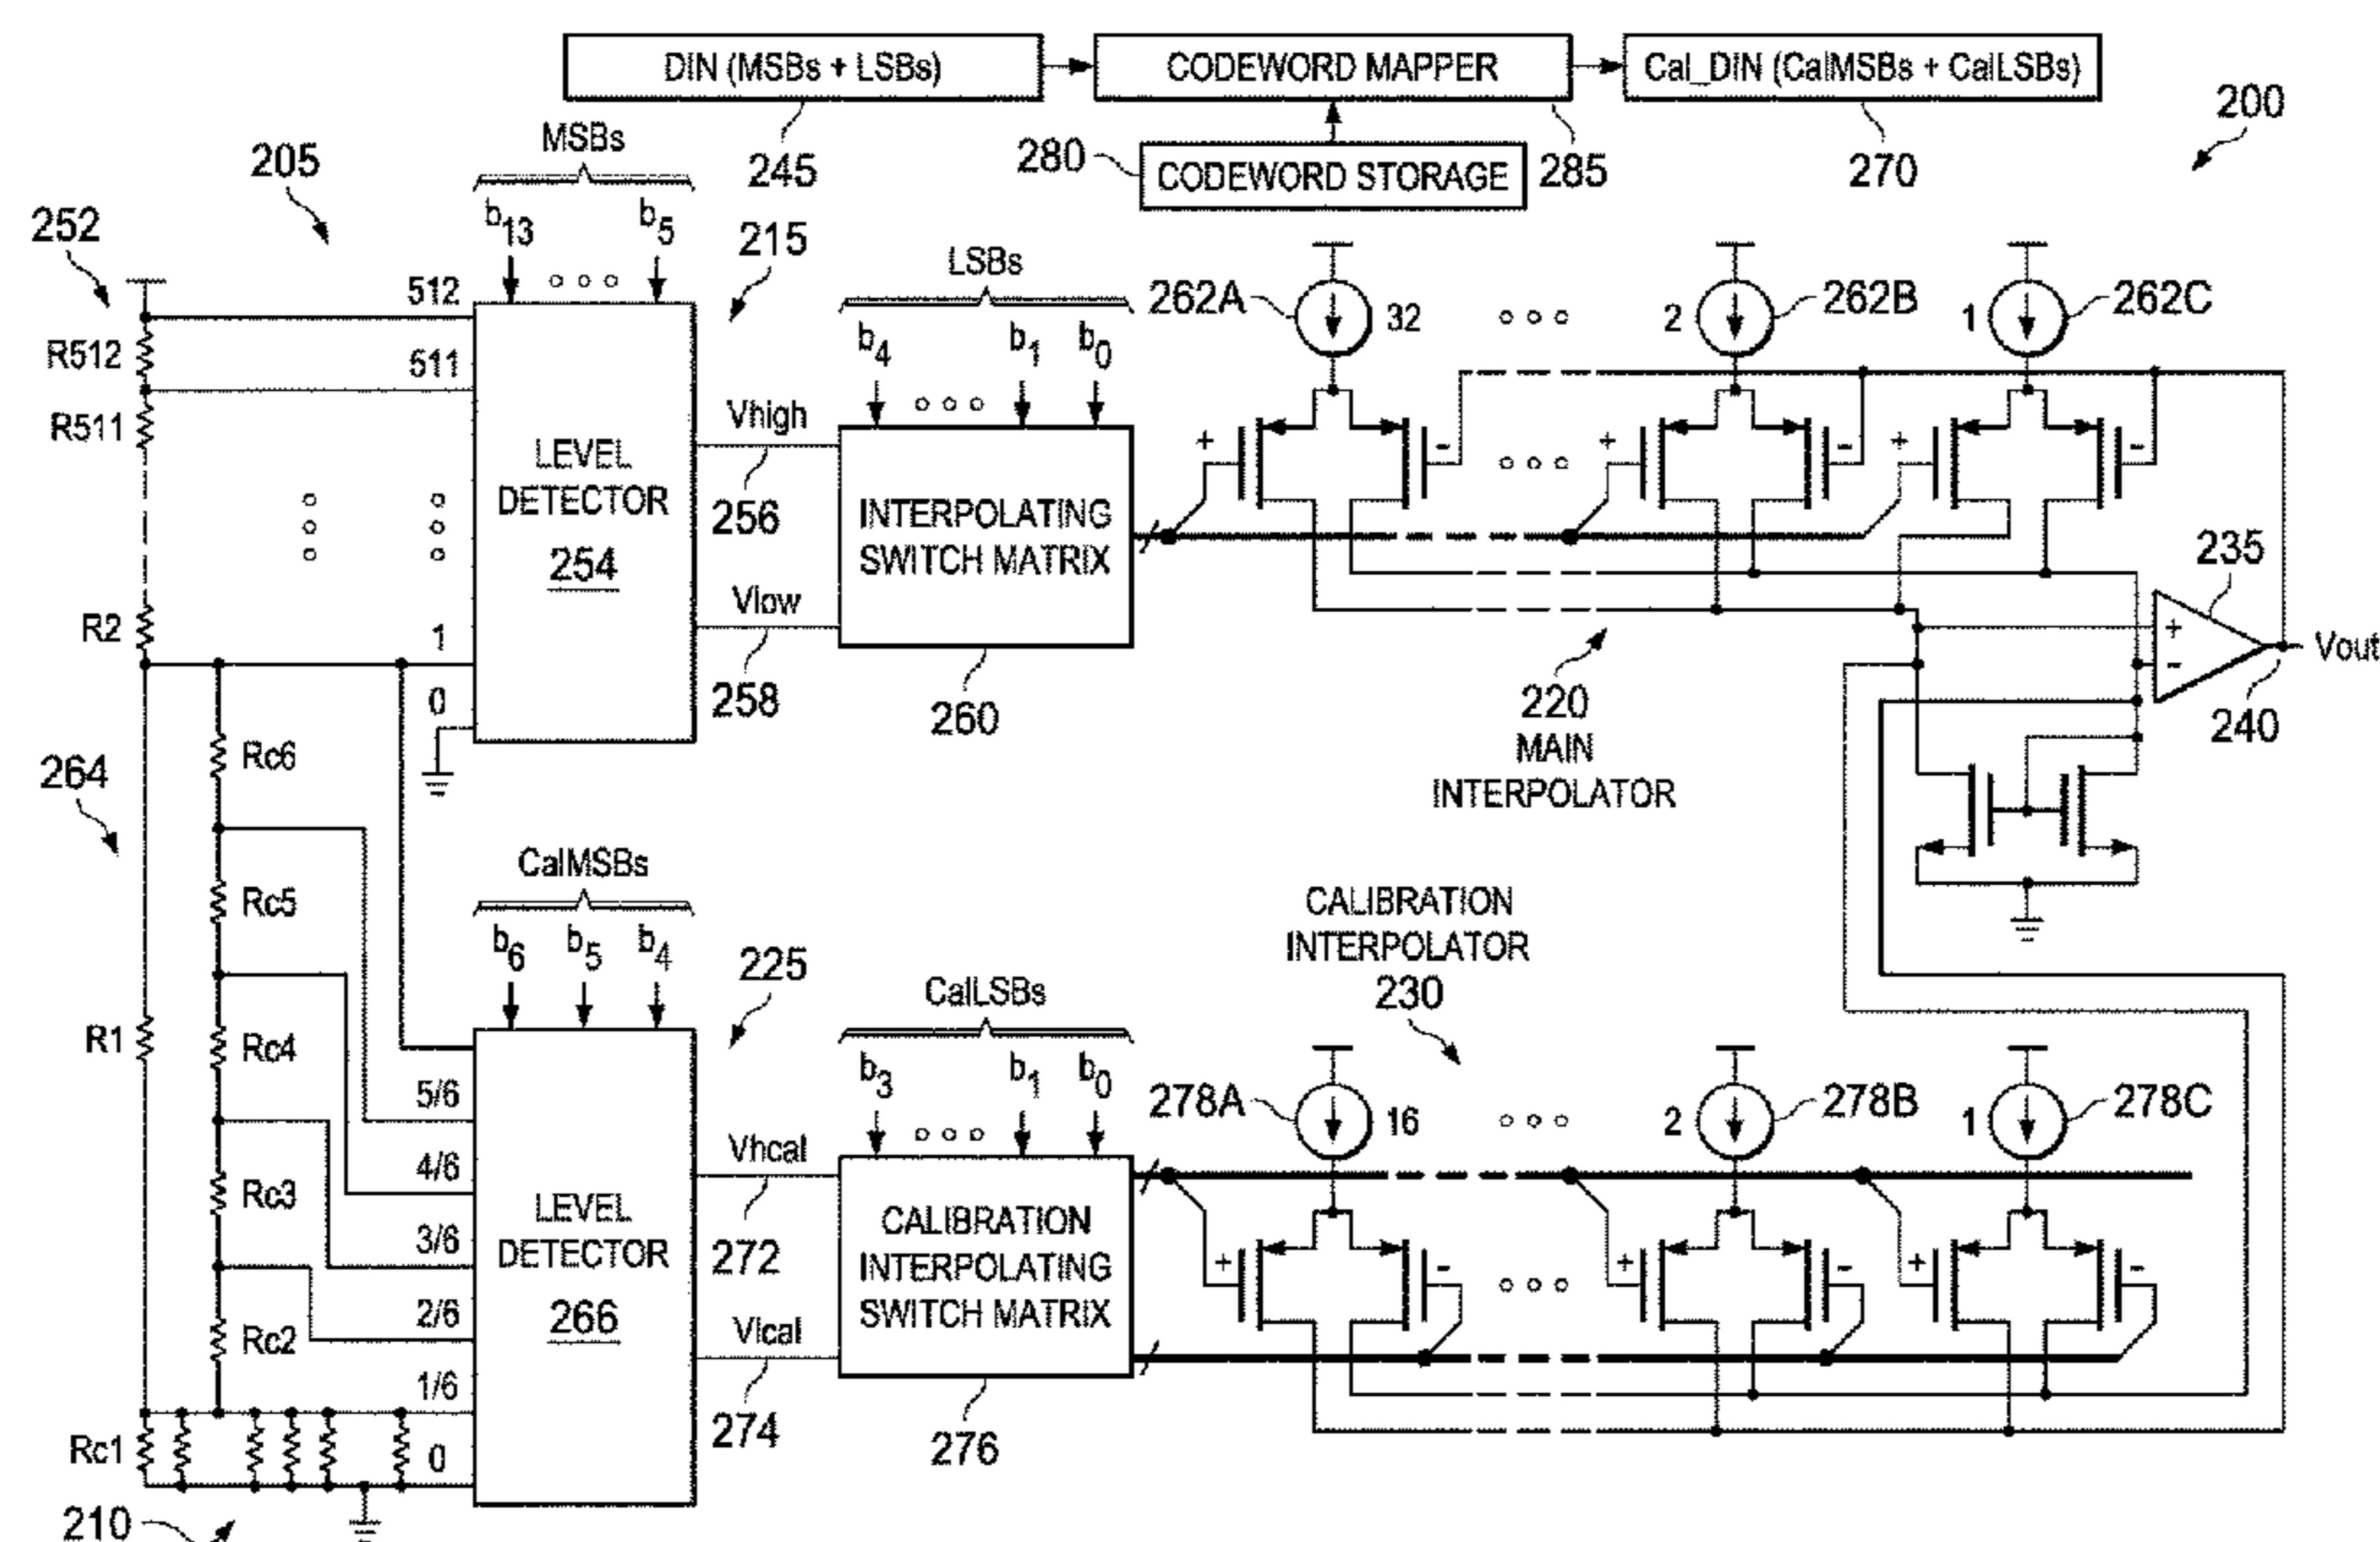 DIN (MSBs + LSBs)
CODEWORD MAPPER
Cal_DIN (CalMSBs + CalLSBs)
200
245
280
CODEWORD STORAGE
285
270
205
MSBs
b13
b5
215
252
512
R512
511
R511
LSBs
b4
b1
b0
262A
32
2
262B
1
262C
Vhigh
256
LEVEL
DETECTOR
254
INTERPOLATING
SWITCH MATRIX
+
-
+
-
+
-
Vlow
258
260
R2
1
0
220
MAIN
INTERPOLATOR
235
+
-
Vout
240
264
Rc6
Rc5
Rc4
Rc3
Rc2
R1
Rc1
210
CalMSBs
b6
b5
b4
225
5/6
4/6
3/6
2/6
1/6
0
LEVEL
DETECTOR
266
Vhcal
272
Vlcal
274
CalLSBs
b3
b1
b0
CALIBRATION
INTERPOLATING
SWITCH MATRIX
276
CALIBRATION
INTERPOLATOR
230
278A
16
2
278B
1
278C
+
-
+
-
+
-